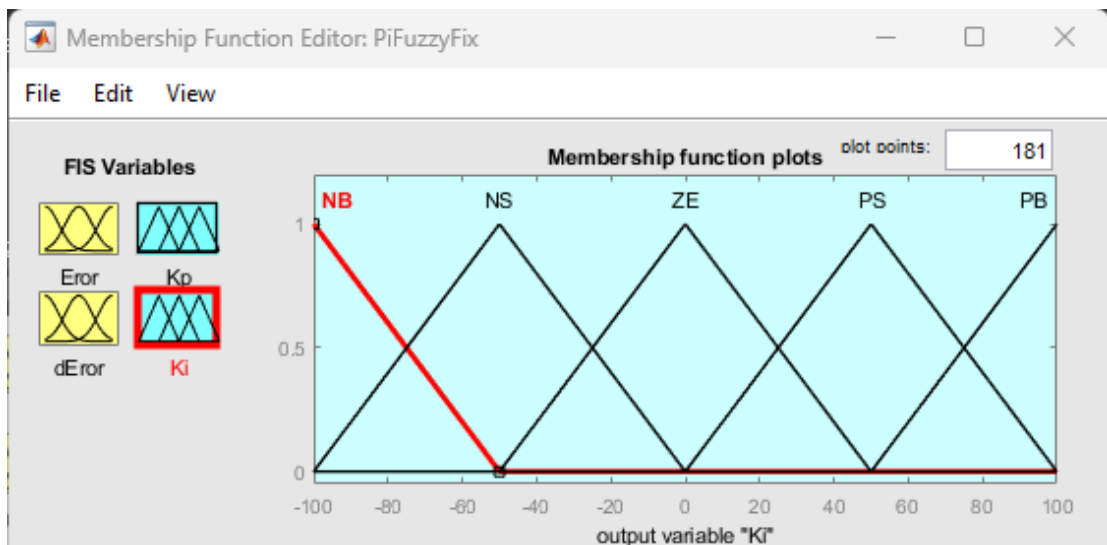 Membership Function Editor: PiFuzzyFix
File Edit View
FIS Variables
Membership function plots plot points: 181
NB NS ZE PS PB
Eror Kp
dEror Ki
1
0.5
0
-100 -80 -60 -40 -20 0 20 40 60 80 100
output variable "Ki"